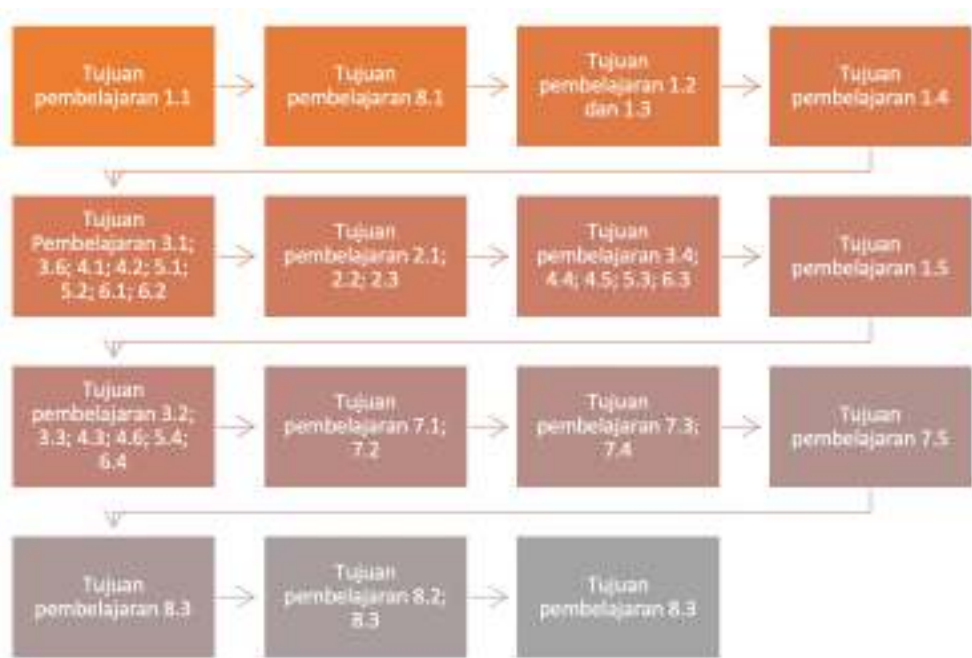 Tujuan
pembelajaran 1.1
Tujuan
pembelajaran 8.1
Tujuan
pembelajaran 1.2
dan 1.3
Tujuan
pembelajaran 1.4
Tujuan
Pembelajaran 3.1;
3.6; 4.1; 4.2; 5.1;
5.2; 6.1; 6.2
Tujuan
pembelajaran 2.1;
2.2; 2.3
Tujuan
pembelajaran 3.4;
4.4; 4.5; 5.3; 6.3
Tujuan
pembelajaran 1.5
Tujuan
pembelajaran 3.2;
3.3; 4.3; 4.6; 5.4;
6.4
Tujuan
pembelajaran 7.1;
7.2
Tujuan
pembelajaran 7.3;
7.4
Tujuan
pembelajaran 7.5
Tujuan
pembelajaran 8.3
Tujuan
pembelajaran 8.2;
8.3
Tujuan
pembelajaran 8.3